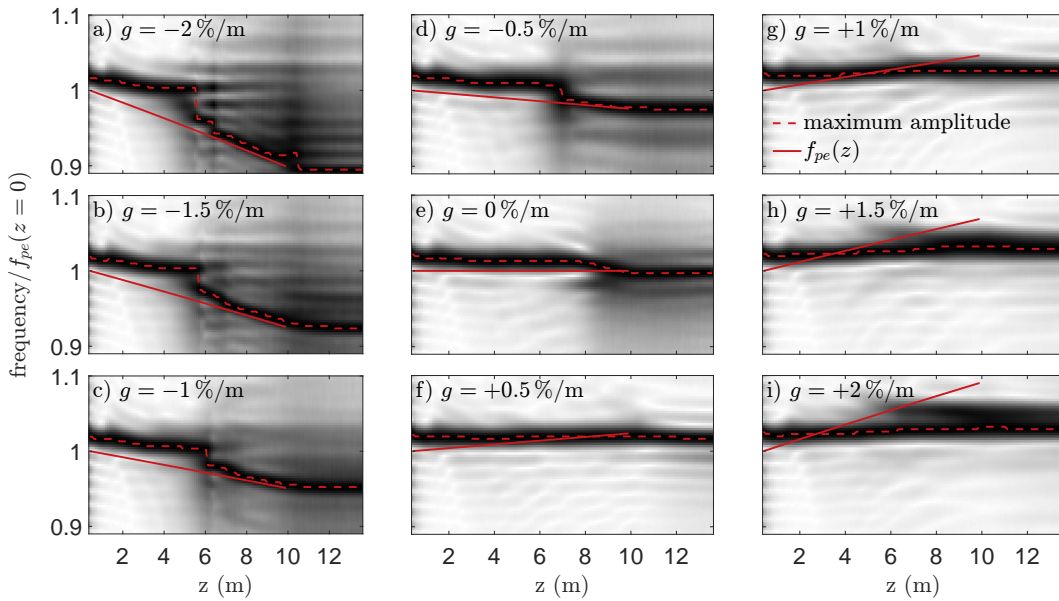 frequency/f_pe(z = 0)
a) g = −2 %/m
1.1
1
0.9
b) g = −1.5 %/m
1.1
1
0.9
c) g = −1 %/m
1.1
1
0.9
2 4 6 8 10 12
z (m)
d) g = −0.5 %/m
e) g = 0 %/m
f) g = +0.5 %/m
2 4 6 8 10 12
z (m)
g) g = +1 %/m
maximum amplitude
f_pe(z)
h) g = +1.5 %/m
i) g = +2 %/m
2 4 6 8 10 12
z (m)